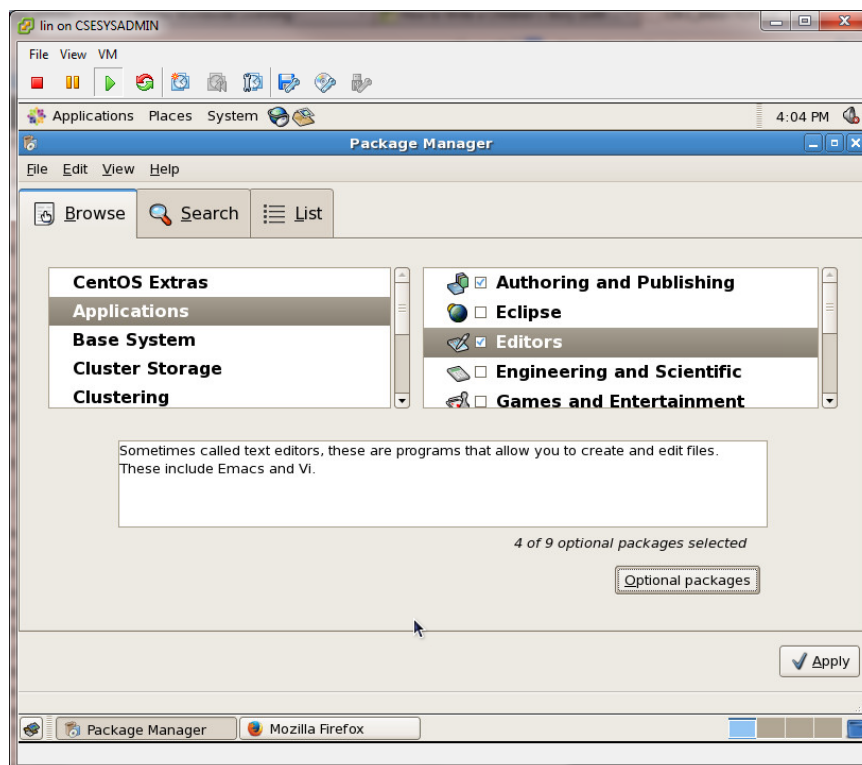 lin on CSESYSADMIN
File View VM
Applications Places System 4:04 PM
Package Manager
File Edit View Help
Browse Search List
CentOS Extras
Applications
Base System
Cluster Storage
Clustering
Authoring and Publishing
Eclipse
Editors
Engineering and Scientific
Games and Entertainment
Sometimes called text editors, these are programs that allow you to create and edit files.
These include Emacs and Vi.
4 of 9 optional packages selected
Optional packages
Apply
Package Manager Mozilla Firefox